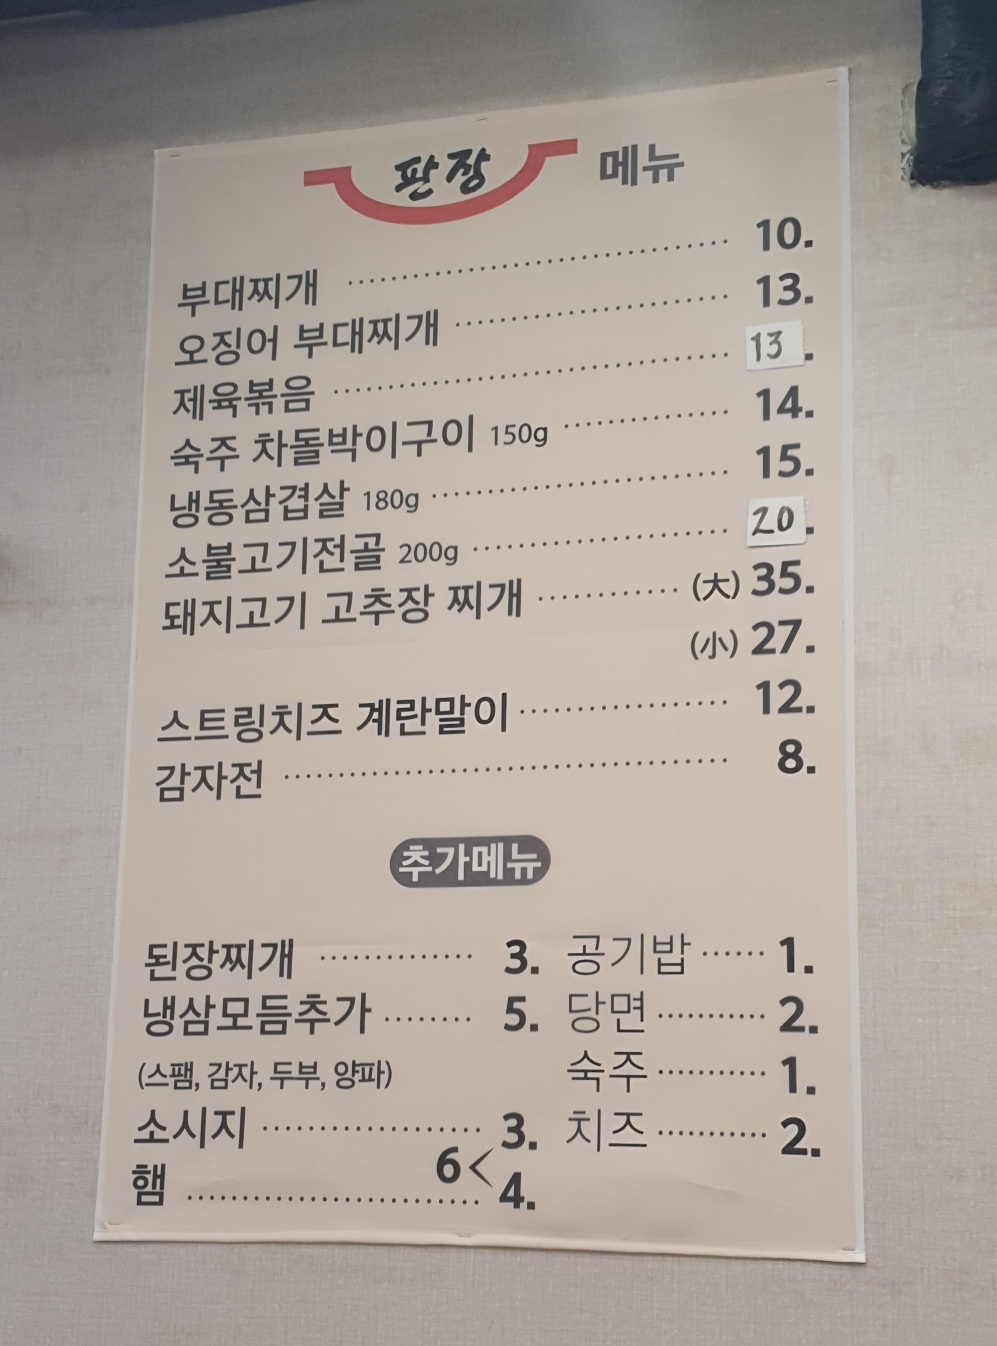 판장 메뉴
부대찌개 ........ 10.
오징어 부대찌개 ........ 13.
제육볶음 ........ 13.
숙주 차돌박이구이 150g ........ 14.
냉동삼겹살 180g ........ 15.
소불고기전골 200g ........ 20.
돼지고기 고추장 찌개 ........ (大) 35.
(小) 27.
스트링치즈 계란말이 ........ 12.
감자전 ........ 8.
추가메뉴
된장찌개 ........ 3.
냉삼모듬추가 ........ 5.
(스팸, 감자, 두부, 양파)
소시지 ........ 3.
6<
햄 ........ 4.
공기밥 ...... 1.
당면 ........ 2.
숙주 ........ 1.
치즈 ........ 2.